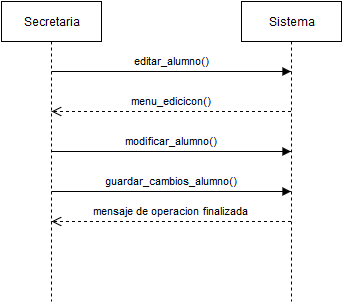 Secretaria
Sistema
editar_alumno()
menu_edicicon()
modificar_alumno()
guardar_cambios_alumno()
mensaje de operacion finalizada